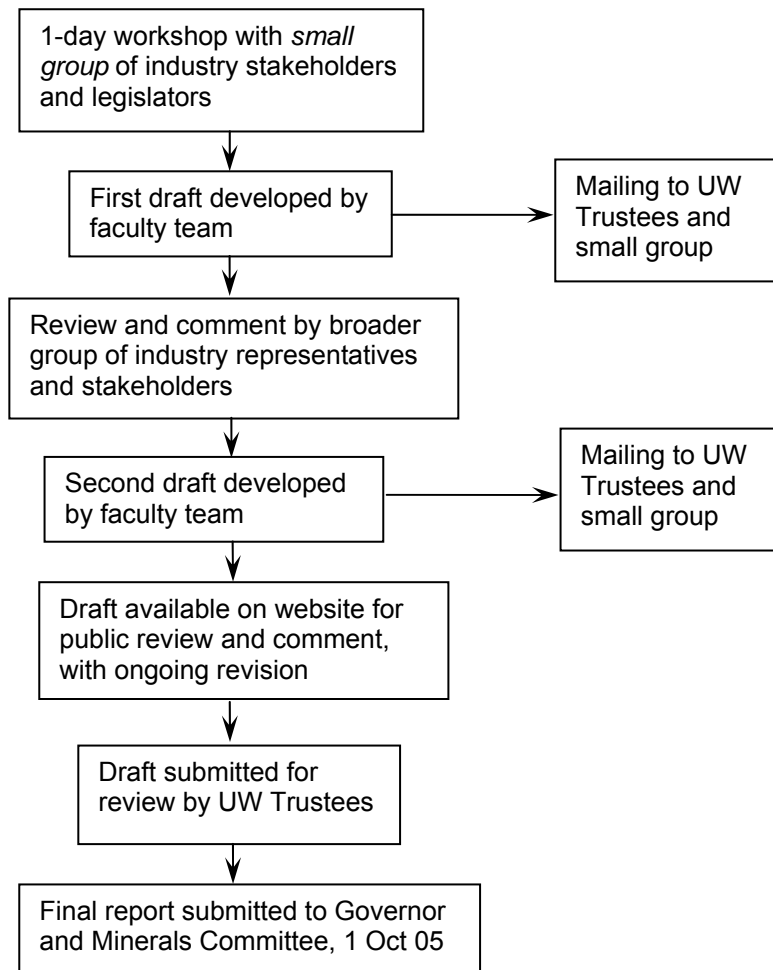 1-day workshop with small
group of industry stakeholders
and legislators
First draft developed by
faculty team
Mailing to UW
Trustees and
small group
Review and comment by broader
group of industry representatives
and stakeholders
Second draft developed
by faculty team
Mailing to UW
Trustees and
small group
Draft available on website for
public review and comment,
with ongoing revision
Draft submitted for
review by UW Trustees
Final report submitted to Governor
and Minerals Committee, 1 Oct 05